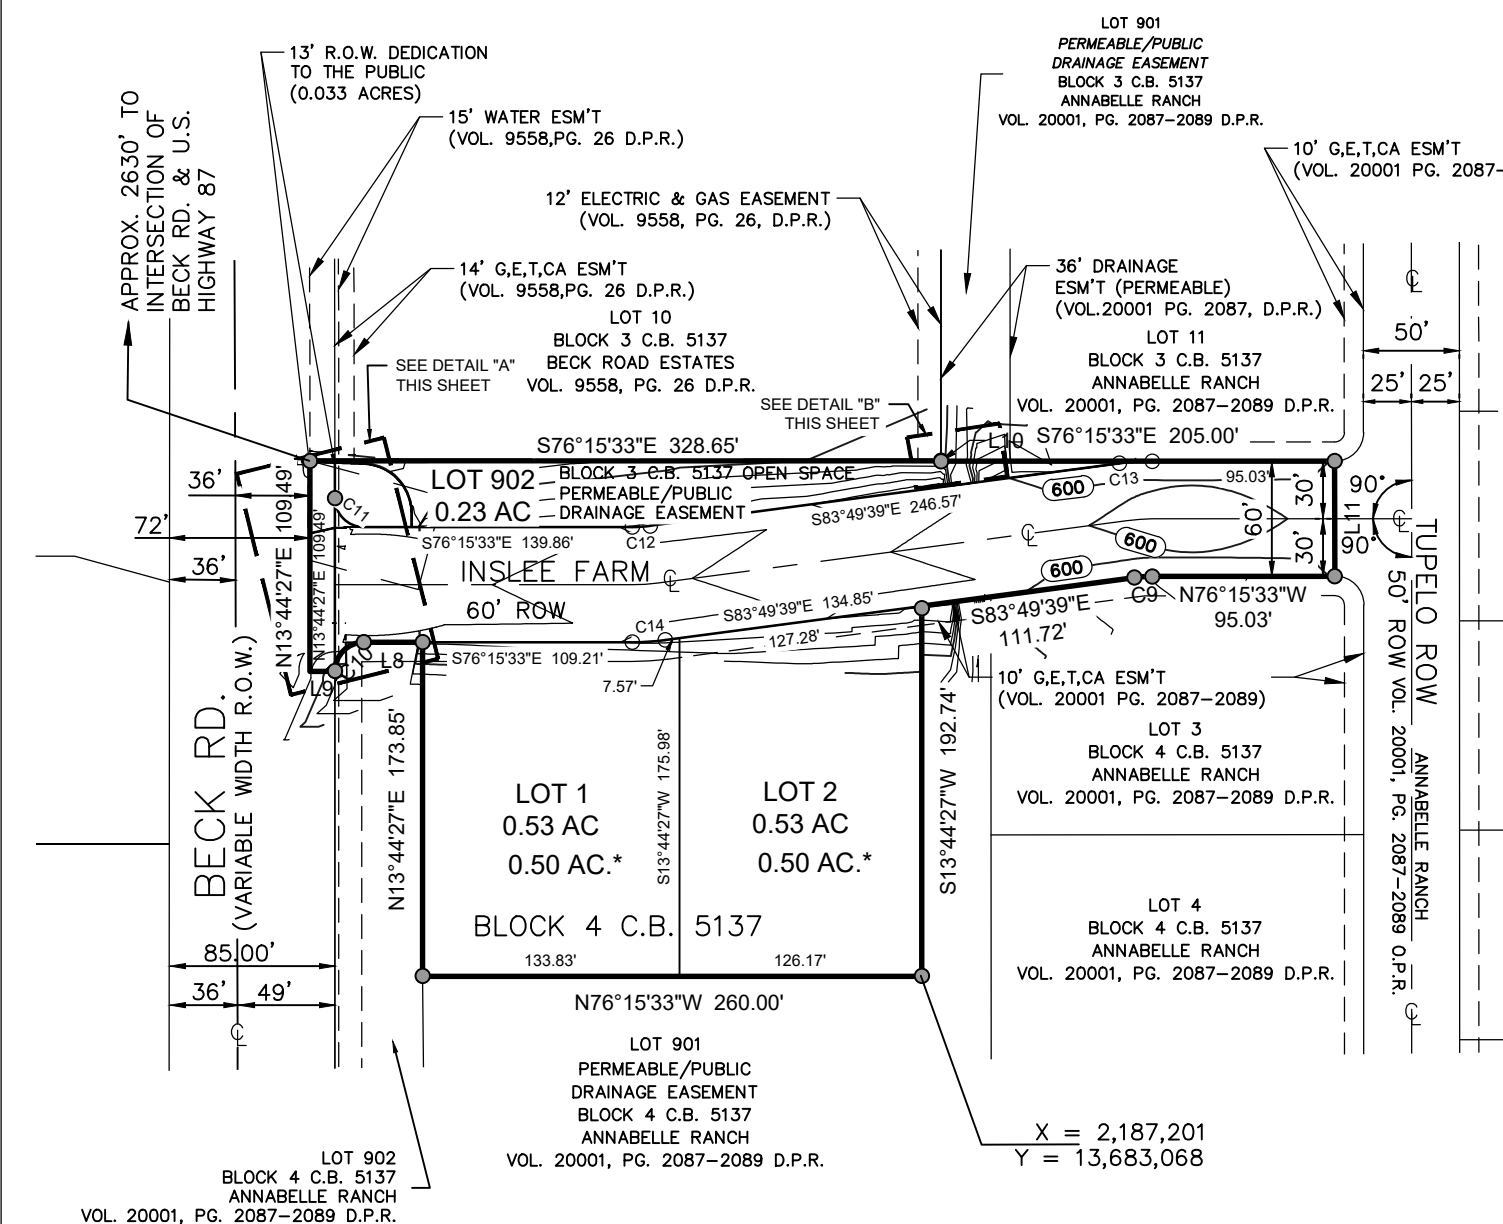 LOT 901
PERMEABLE/PUBLIC
DRAINAGE EASEMENT
BLOCK 3 C.B. 5137
ANNABELLE RANCH
VOL. 20001, PG. 2087-2089 D.P.R.
13' R.O.W. DEDICATION
TO THE PUBLIC
(0.033 ACRES)
15' WATER ESM'T
(VOL. 9558,PG. 26 D.P.R.)
10' G,E,T,CA ESM'T
(VOL. 20001 PG. 2087-
APPROX. 2630' TO
INTERSECTION OF
BECK RD. & U.S.
HIGHWAY 87
12' ELECTRIC & GAS EASEMENT
(VOL. 9558, PG. 26, D.P.R.)
14' G,E,T,CA ESM'T
(VOL. 9558,PG. 26 D.P.R.)
36' DRAINAGE
ESM'T (PERMEABLE)
(VOL.20001 PG. 2087, D.P.R.)
LOT 10
BLOCK 3 C.B. 5137
BECK ROAD ESTATES
VOL. 9558, PG. 26 D.P.R.
LOT 11
BLOCK 3 C.B. 5137
ANNABELLE RANCH
VOL. 20001, PG. 2087-2089 D.P.R.
SEE DETAIL "A"
THIS SHEET
SEE DETAIL "B"
THIS SHEET
℄
50'
25'
25'
S76°15'33"E 328.65'
L10
S76°15'33"E 205.00'
LOT 902
0.23 AC
BLOCK 3 C.B. 5137 OPEN SPACE
PERMEABLE/PUBLIC
DRAINAGE EASEMENT
36'
72'
36'
N13°44'27"E 109.49'
N13°44'27"E 109.49'
C11
S76°15'33"E 139.86'
C12
S83°49'39"E 246.57'
600
C13
95.03'
60'
30'
30'
L11
90°
90°
℄
℄
600
600
INSLEE FARM
℄
60' ROW
S83°49'39"E 134.85'
127.28'
C14
S76°15'33"E 109.21'
7.57'
S83°49'39"E
111.72'
C9
N76°15'33"W
95.03'
C10
L8
L9
10' G,E,T,CA ESM'T
(VOL. 20001 PG. 2087-2089)
TUPELO ROW
50' ROW VOL. 20001, PG. 2087-2089 O.P.R.
ANNABELLE RANCH
BECK RD.
(VARIABLE WIDTH R.O.W.)
N13°44'27"E 173.85'
S13°44'27"W 175.98'
S13°44'27"W 192.74'
LOT 3
BLOCK 4 C.B. 5137
ANNABELLE RANCH
VOL. 20001, PG. 2087-2089 D.P.R.
LOT 1
0.53 AC
0.50 AC.*
LOT 2
0.53 AC
0.50 AC.*
BLOCK 4 C.B. 5137
133.83'
126.17'
N76°15'33"W 260.00'
LOT 4
BLOCK 4 C.B. 5137
ANNABELLE RANCH
VOL. 20001, PG. 2087-2089 D.P.R.
85.00'
36'
49'
℄
℄
LOT 901
PERMEABLE/PUBLIC
DRAINAGE EASEMENT
BLOCK 4 C.B. 5137
ANNABELLE RANCH
VOL. 20001, PG. 2087-2089 D.P.R.
X = 2,187,201
Y = 13,683,068
LOT 902
BLOCK 4 C.B. 5137
ANNABELLE RANCH
VOL. 20001, PG. 2087-2089 D.P.R.